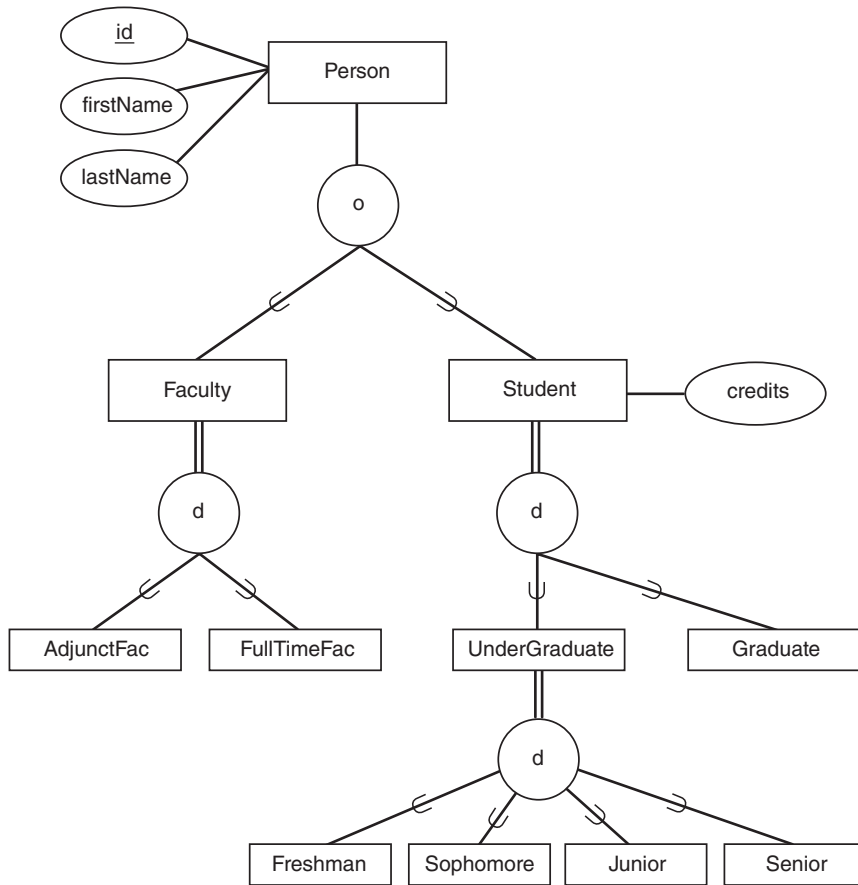 id
Person
firstName
lastName
o
Faculty
Student
credits
d
d
AdjunctFac
FullTimeFac
UnderGraduate
Graduate
d
Freshman
Sophomore
Junior
Senior